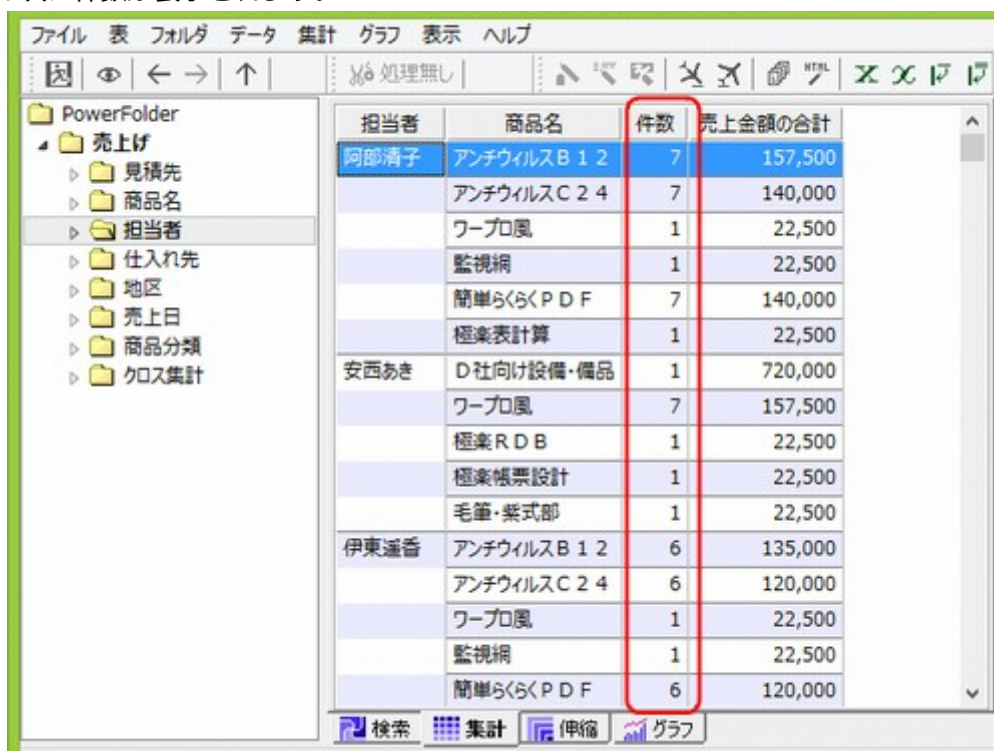 ファイル 表 フォルダ データ 集計 グラフ 表示 ヘルプ
処理無し
HTML
PowerFolder
売上げ
見積先
商品名
担当者
仕入れ先
地区
売上日
商品分類
クロス集計
担当者 商品名 件数 売上金額の合計
阿部清子 アンチウィルスB12 7 157,500
アンチウィルスC24 7 140,000
ワープロ風 1 22,500
監視網 1 22,500
簡単らくらくPDF 7 140,000
極楽表計算 1 22,500
安西あき D社向け設備・備品 1 720,000
ワープロ風 7 157,500
極楽RDB 1 22,500
極楽帳票設計 1 22,500
毛筆・紫式部 1 22,500
伊東遥香 アンチウィルスB12 6 135,000
アンチウィルスC24 6 120,000
ワープロ風 1 22,500
監視網 1 22,500
簡単らくらくPDF 6 120,000
検索 集計 伸縮 グラフ